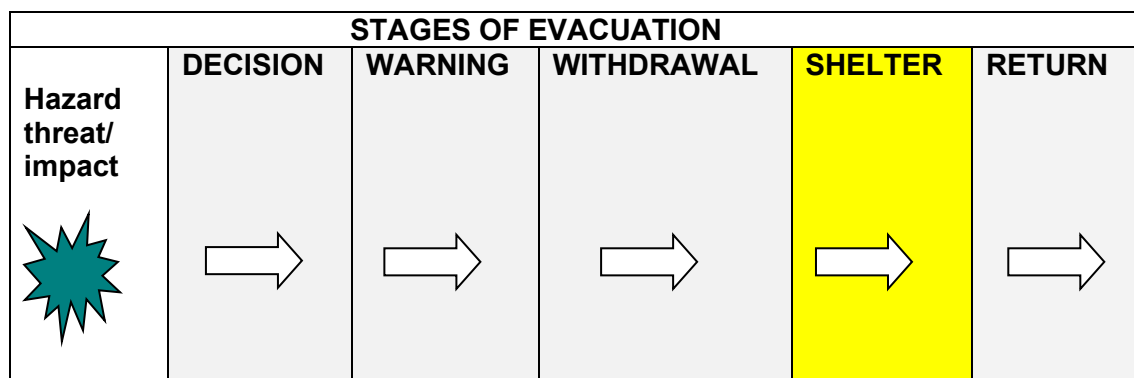 STAGES OF EVACUATION
Hazard
threat/
impact
DECISION
WARNING
WITHDRAWAL
SHELTER
RETURN